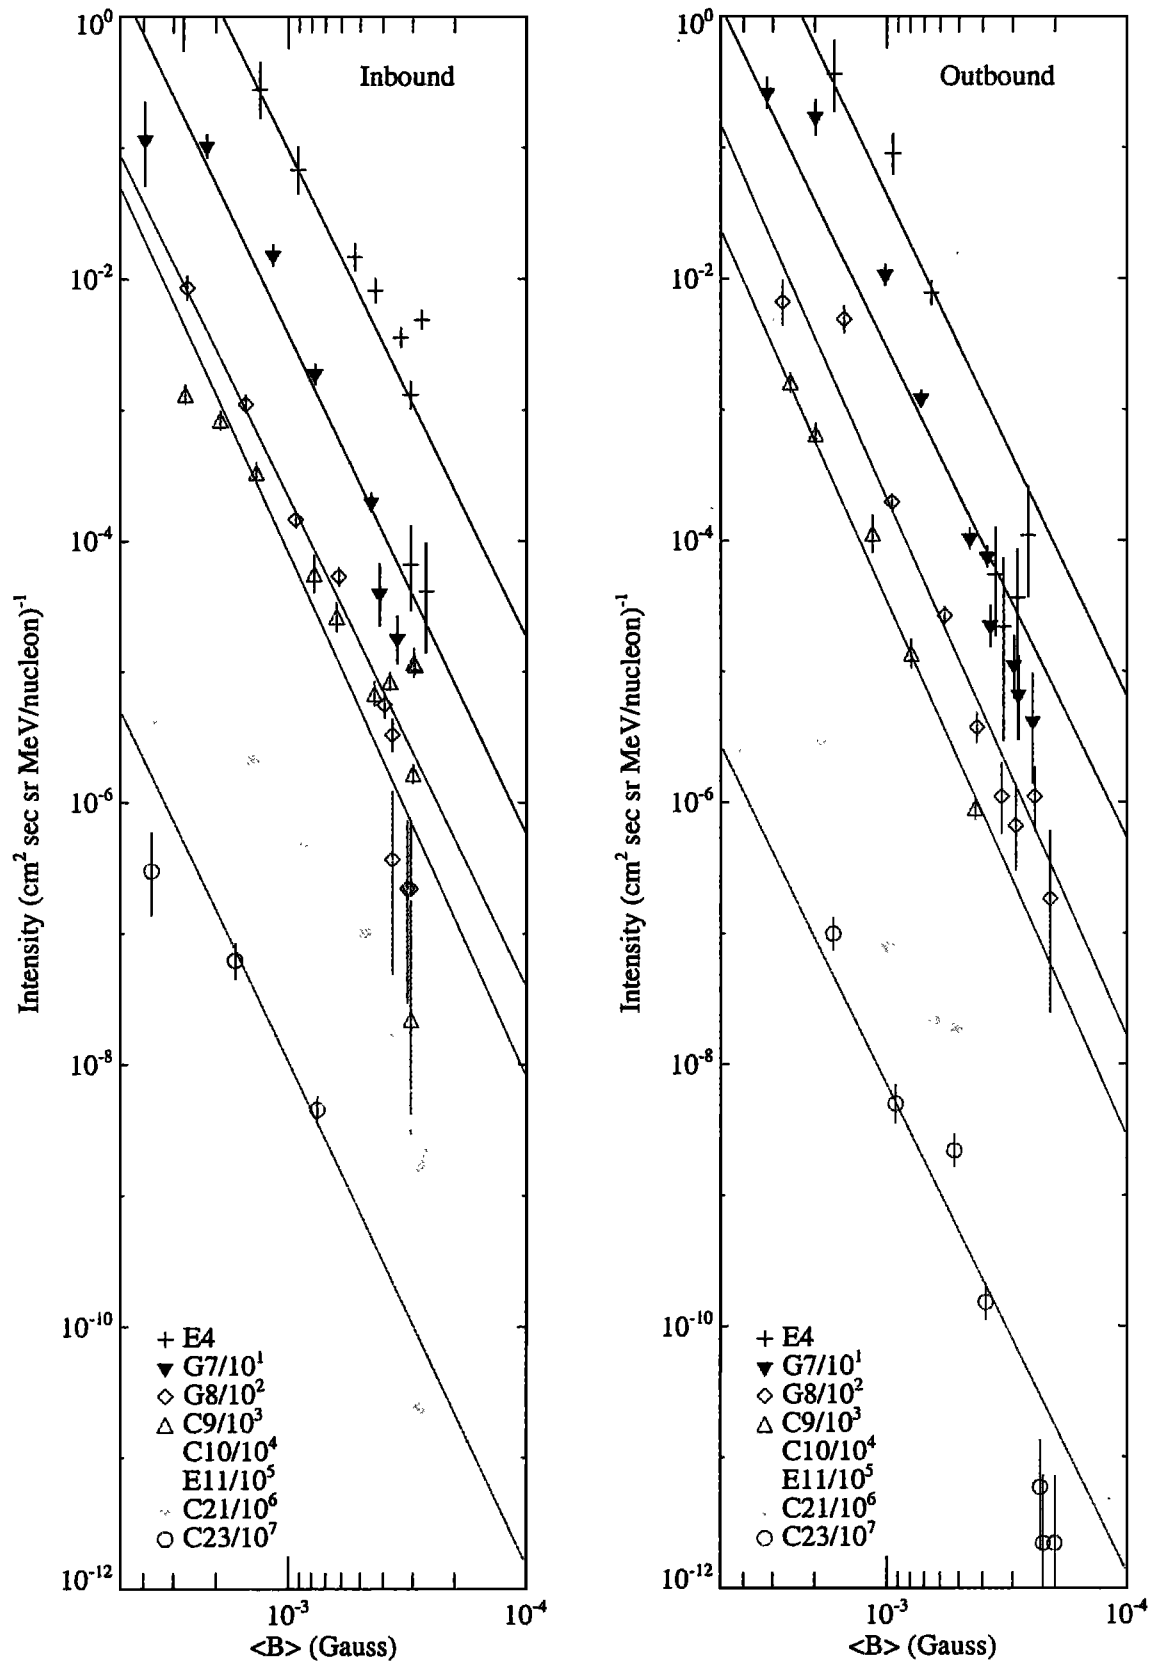 Inbound
Intensity (cm² sec sr MeV/nucleon)⁻¹
10⁰
10⁻²
10⁻⁴
10⁻⁶
10⁻⁸
10⁻¹⁰
10⁻¹²
E4
G7/10¹
G8/10²
C9/10³
C10/10⁴
E11/10⁵
C21/10⁶
C23/10⁷
10⁻³
10⁻⁴
<B> (Gauss)
Outbound
Intensity (cm² sec sr MeV/nucleon)⁻¹
10⁰
10⁻²
10⁻⁴
10⁻⁶
10⁻⁸
10⁻¹⁰
10⁻¹²
E4
G7/10¹
G8/10²
C9/10³
C10/10⁴
E11/10⁵
C21/10⁶
C23/10⁷
10⁻³
10⁻⁴
<B> (Gauss)